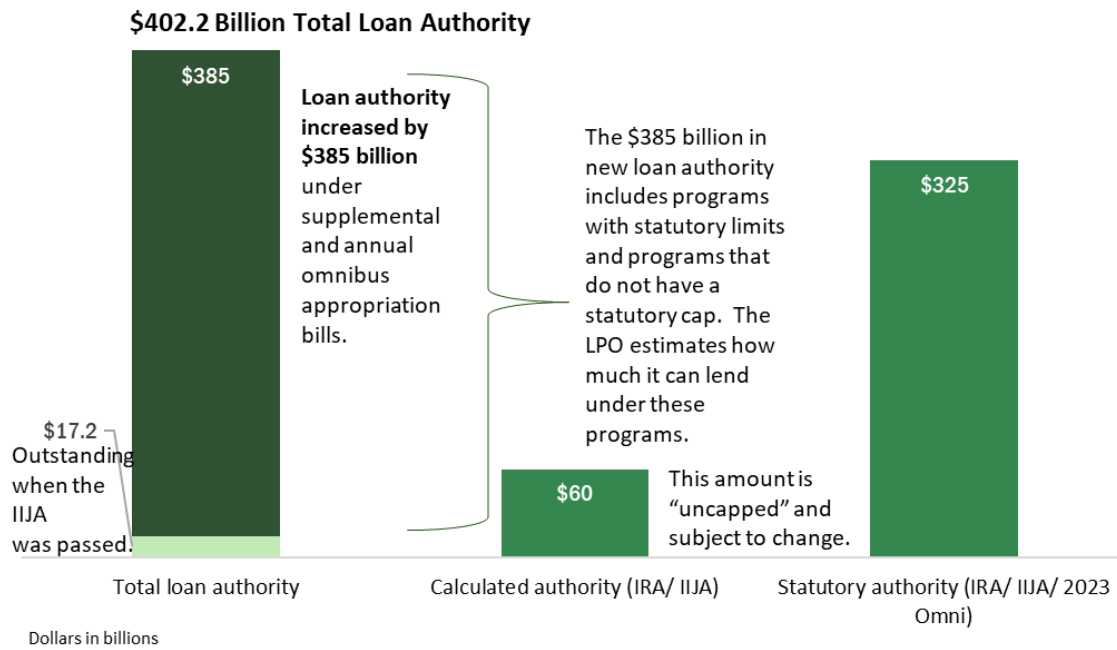 $402.2 Billion Total Loan Authority
$385
Loan authority
increased by
$385 billion
under
supplemental
and annual
omnibus
appropriation
bills.
The $385 billion in
new loan authority
includes programs
with statutory limits
and programs that
do not have a
statutory cap.  The
LPO estimates how
much it can lend
under these
programs.
$325
$17.2
Outstanding
when the
IIJA
was passed.
$60
This amount is
“uncapped” and
subject to change.
Total loan authority
Calculated authority (IRA/ IIJA)
Statutory authority (IRA/ IIJA/ 2023
Omni)
Dollars in billions